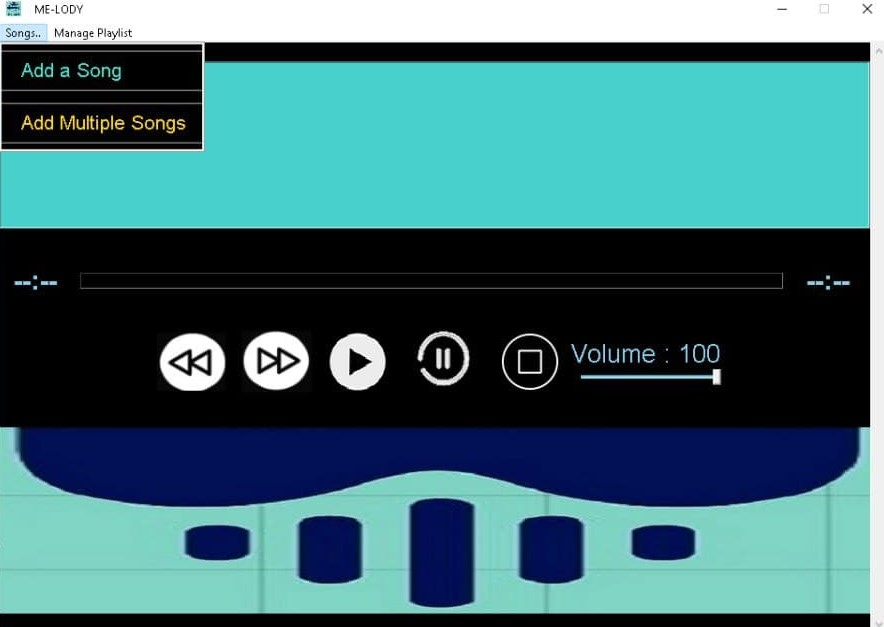 ME-LODY
Songs.. Manage Playlist
Add a Song
Add Multiple Songs
--:-- --:--
Volume : 100